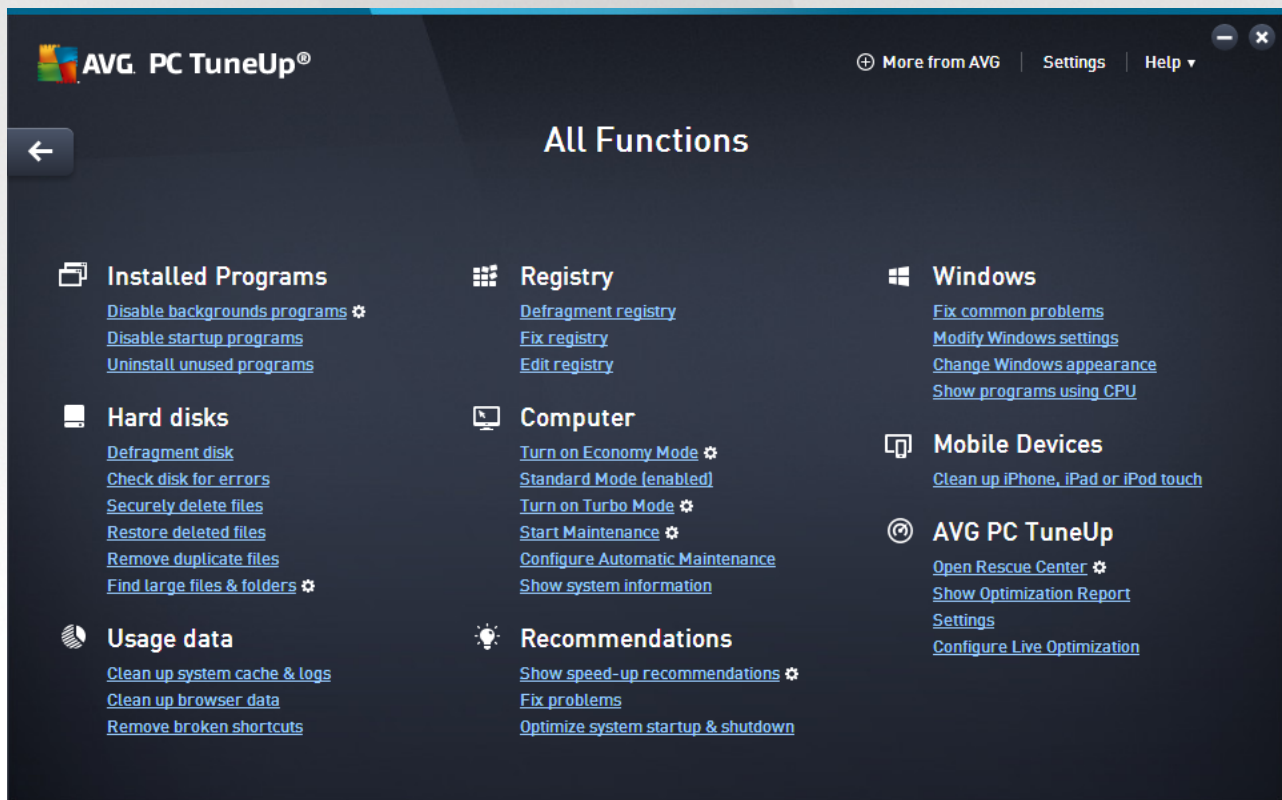 AVG. PC TuneUp®
More from AVG
Settings
Help
All Functions
Installed Programs
Disable backgrounds programs
Disable startup programs
Uninstall unused programs
Hard disks
Defragment disk
Check disk for errors
Securely delete files
Restore deleted files
Remove duplicate files
Find large files & folders
Usage data
Clean up system cache & logs
Clean up browser data
Remove broken shortcuts
Registry
Defragment registry
Fix registry
Edit registry
Computer
Turn on Economy Mode
Standard Mode (enabled)
Turn on Turbo Mode
Start Maintenance
Configure Automatic Maintenance
Show system information
Recommendations
Show speed-up recommendations
Fix problems
Optimize system startup & shutdown
Windows
Fix common problems
Modify Windows settings
Change Windows appearance
Show programs using CPU
Mobile Devices
Clean up iPhone, iPad or iPod touch
AVG PC TuneUp
Open Rescue Center
Show Optimization Report
Settings
Configure Live Optimization